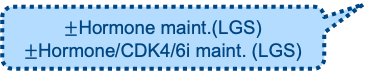 ±Hormone maint.(LGS)
±Hormone/CDK4/6i maint. (LGS)